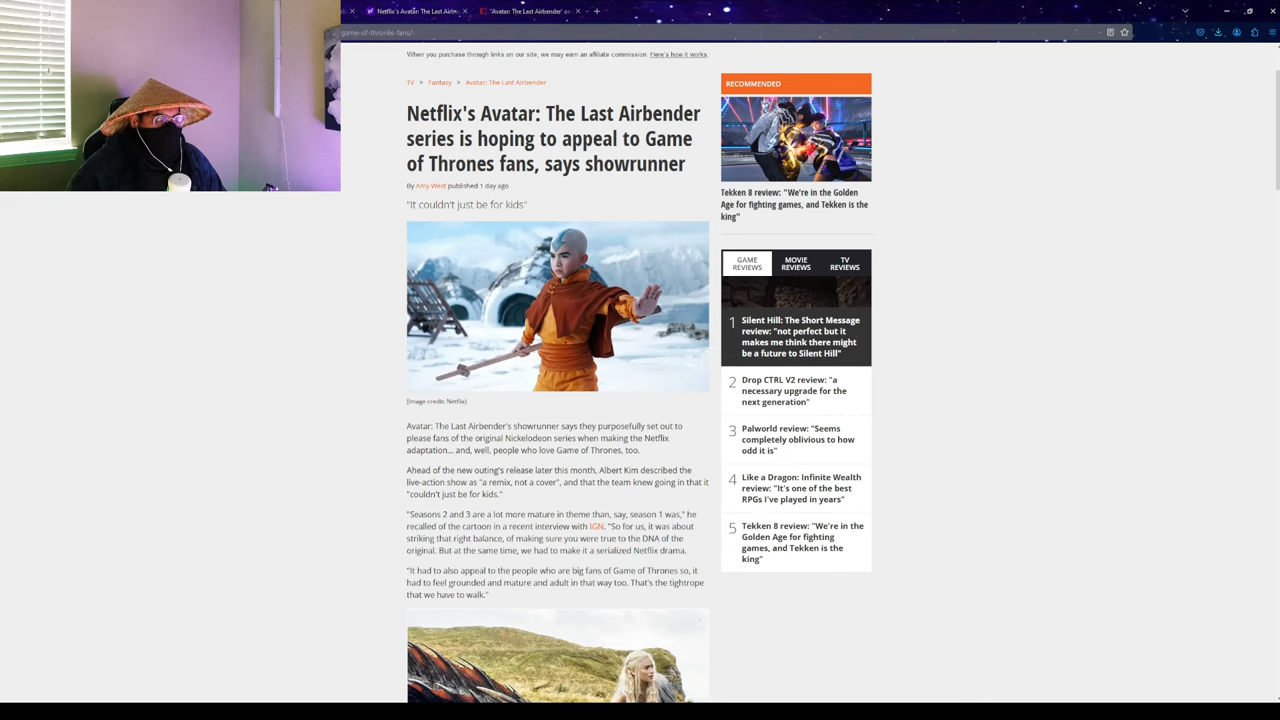 Netflix's Avatar: The Last Airben
'Avatar: The Last Airbender' on
game-of-thrones-fans/
When you purchase through links on our site, we may earn an affiliate commission. Here's how it works.
TV > Fantasy > Avatar: The Last Airbender
Netflix's Avatar: The Last Airbender
series is hoping to appeal to Game
of Thrones fans, says showrunner
By Amy West published 1 day ago
"It couldn't just be for kids"
(Image credit: Netflix)
Avatar: The Last Airbender's showrunner says they purposefully set out to
please fans of the original Nickelodeon series when making the Netflix
adaptation... and, well, people who love Game of Thrones, too.
Ahead of the new outing's release later this month, Albert Kim described the
live-action show as "a remix, not a cover", and that the team knew going in that it
"couldn't just be for kids."
"Seasons 2 and 3 are a lot more mature in theme than, say, season 1 was," he
recalled of the cartoon in a recent interview with IGN. "So for us, it was about
striking that right balance, of making sure you were true to the DNA of the
original. But at the same time, we had to make it a serialized Netflix drama.
"It had to also appeal to the people who are big fans of Game of Thrones so, it
had to feel grounded and mature and adult in that way too. That's the tightrope
that we have to walk."
RECOMMENDED
Tekken 8 review: "We're in the Golden
Age for fighting games, and Tekken is the
king"
GAME REVIEWS
MOVIE REVIEWS
TV REVIEWS
1 Silent Hill: The Short Message
review: "not perfect but it
makes me think there might
be a future to Silent Hill"
2 Drop CTRL V2 review: "a
necessary upgrade for the
next generation"
3 Palworld review: "Seems
completely oblivious to how
odd it is"
4 Like a Dragon: Infinite Wealth
review: "It's one of the best
RPGs I've played in years"
5 Tekken 8 review: "We're in the
Golden Age for fighting
games, and Tekken is the
king"